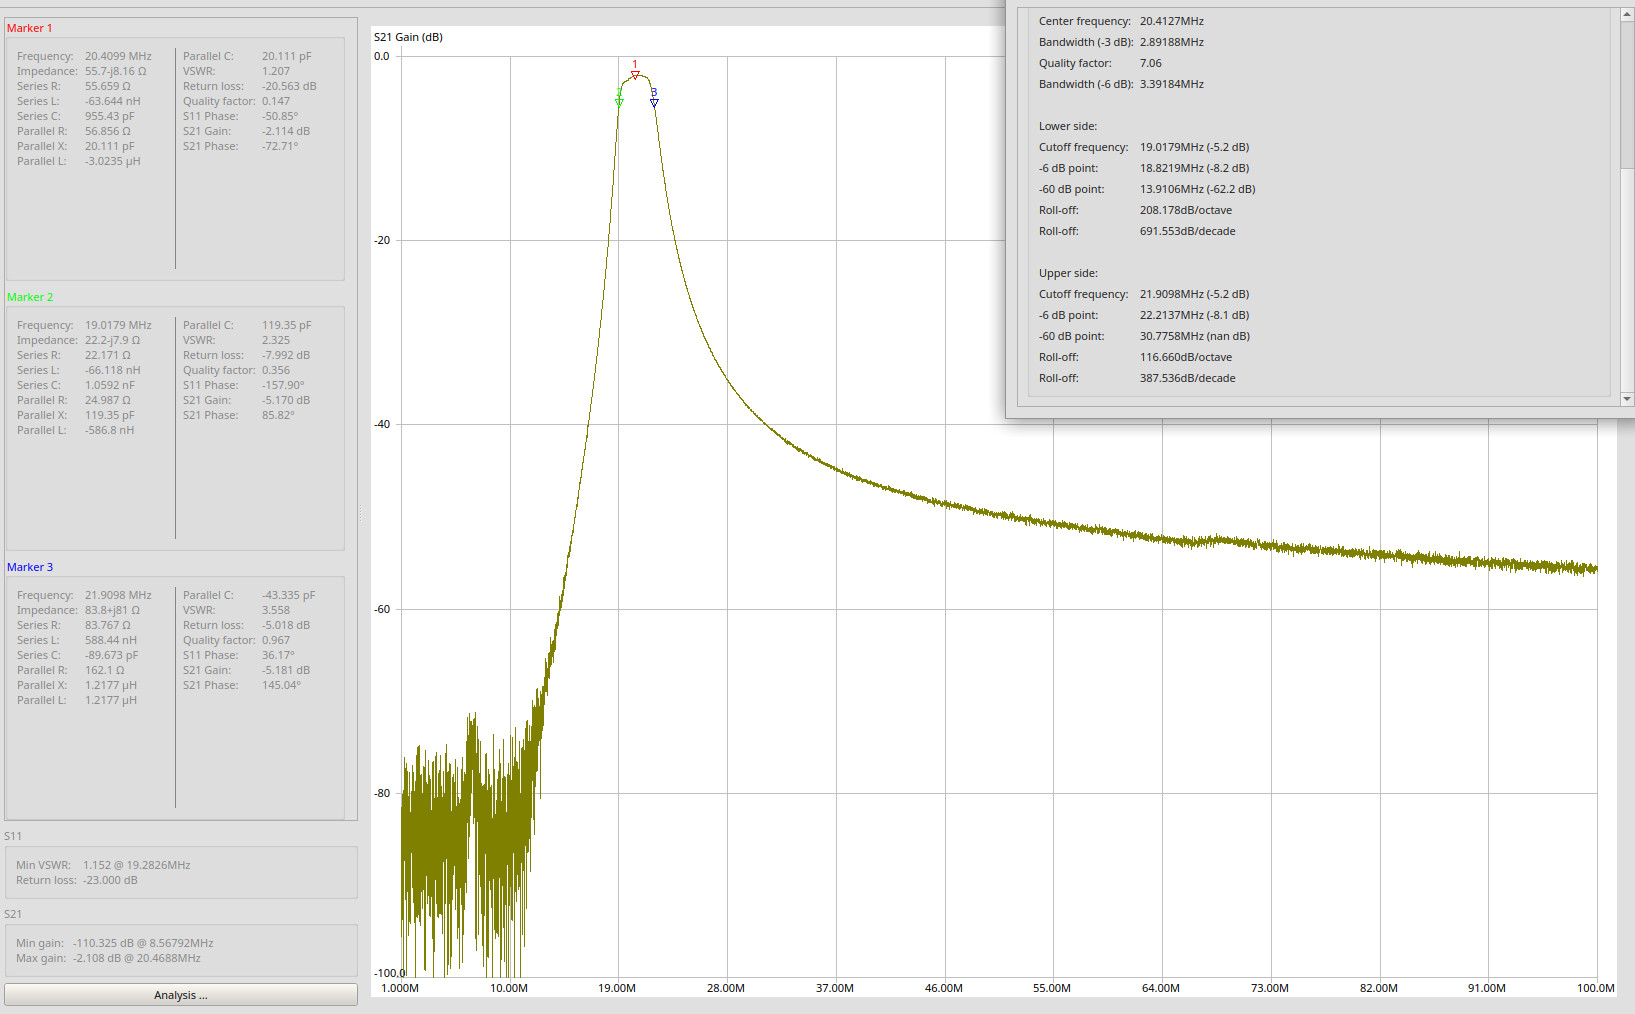 Marker 1
Frequency: 20.4099 MHz Parallel C: 20.111 pF
Impedance: 55.7-j8.16 Ω VSWR: 1.207
Series R: 55.659 Ω Return loss: -20.563 dB
Series L: -63.644 nH Quality factor: 0.147
Series C: 955.43 pF S11 Phase: -50.85°
Parallel R: 56.856 Ω S21 Gain: -2.114 dB
Parallel X: 20.111 pF S21 Phase: -72.71°
Parallel L: -3.0235 µH
Marker 2
Frequency: 19.0179 MHz Parallel C: 119.35 pF
Impedance: 22.2-j7.9 Ω VSWR: 2.325
Series R: 22.171 Ω Return loss: -7.992 dB
Series L: -66.118 nH Quality factor: 0.356
Series C: 1.0592 nF S11 Phase: -157.90°
Parallel R: 24.987 Ω S21 Gain: -5.170 dB
Parallel X: 119.35 pF S21 Phase: 85.82°
Parallel L: -586.8 nH
Marker 3
Frequency: 21.9098 MHz Parallel C: -43.335 pF
Impedance: 83.8+j81 Ω VSWR: 3.558
Series R: 83.767 Ω Return loss: -5.018 dB
Series L: 588.44 nH Quality factor: 0.967
Series C: -89.673 pF S11 Phase: 36.17°
Parallel R: 162.1 Ω S21 Gain: -5.181 dB
Parallel X: 1.2177 µH S21 Phase: 145.04°
Parallel L: 1.2177 µH
S11
Min VSWR: 1.152 @ 19.2826MHz
Return loss: -23.000 dB
S21
Min gain: -110.325 dB @ 8.56792MHz
Max gain: -2.108 dB @ 20.4688MHz
Analysis ...
S21 Gain (dB)
0.0
-20
-40
-60
-80
-100.0
1
2
3
1.000M 10.00M 19.00M 28.00M 37.00M 46.00M 55.00M 64.00M 73.00M 82.00M 91.00M 100.0M
Center frequency: 20.4127MHz
Bandwidth (-3 dB): 2.89188MHz
Quality factor: 7.06
Bandwidth (-6 dB): 3.39184MHz
Lower side:
Cutoff frequency: 19.0179MHz (-5.2 dB)
-6 dB point: 18.8219MHz (-8.2 dB)
-60 dB point: 13.9106MHz (-62.2 dB)
Roll-off: 208.178dB/octave
Roll-off: 691.553dB/decade
Upper side:
Cutoff frequency: 21.9098MHz (-5.2 dB)
-6 dB point: 22.2137MHz (-8.1 dB)
-60 dB point: 30.7758MHz (nan dB)
Roll-off: 116.660dB/octave
Roll-off: 387.536dB/decade